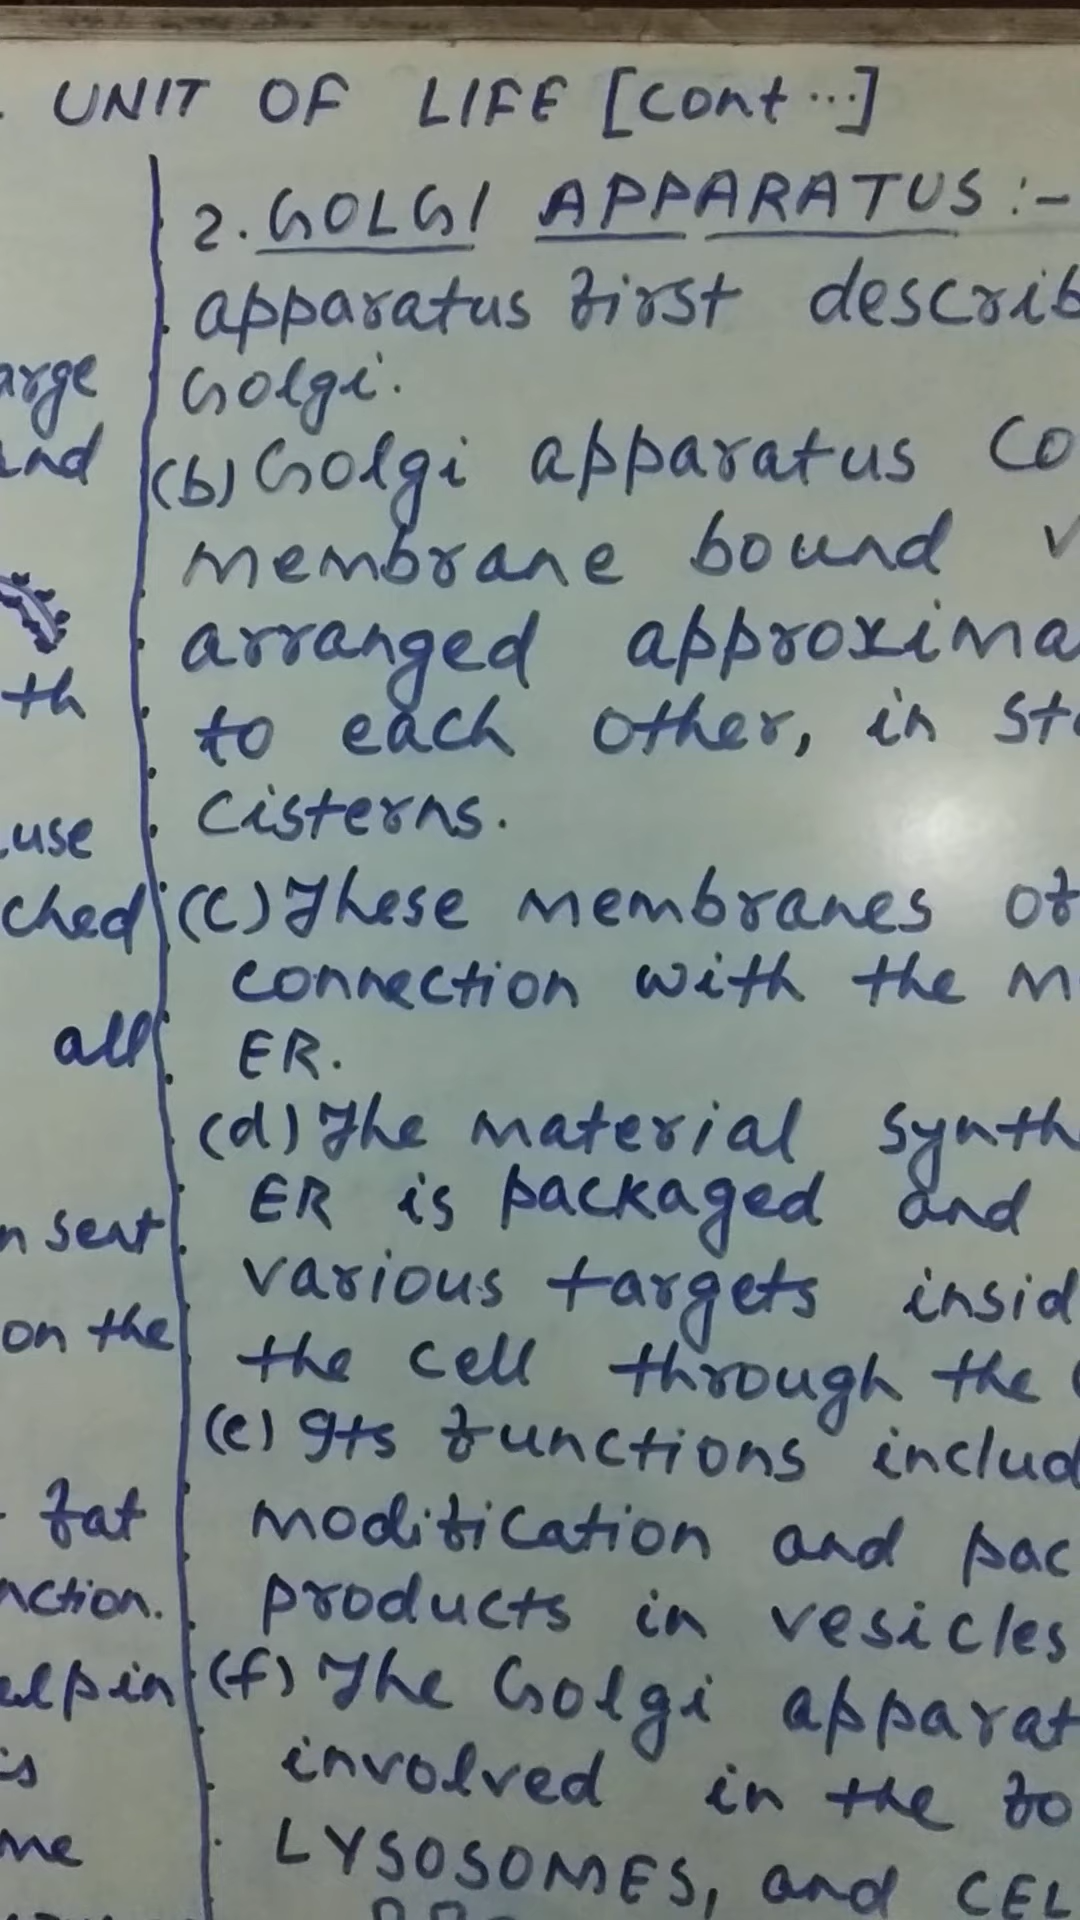 UNIT OF LIFE [Cont...]
arge
and
th
use
ched
all
n sent
on the
fat
nction.
elp in
is
me
2. GOLGI APPARATUS :-
apparatus first describ
Golgi.
(b) Golgi apparatus Co
membrane bound v
arranged approxima
to each other, in sta
cisterns.
(c) These membranes of
connection with the m
ER.
(d) The material synth
ER is packaged and
various targets insid
the cell through the
(e) Its functions includ
modification and pac
products in vesicles
(f) The Golgi apparat
involved in the fo
LYSOSOMES, and CEL